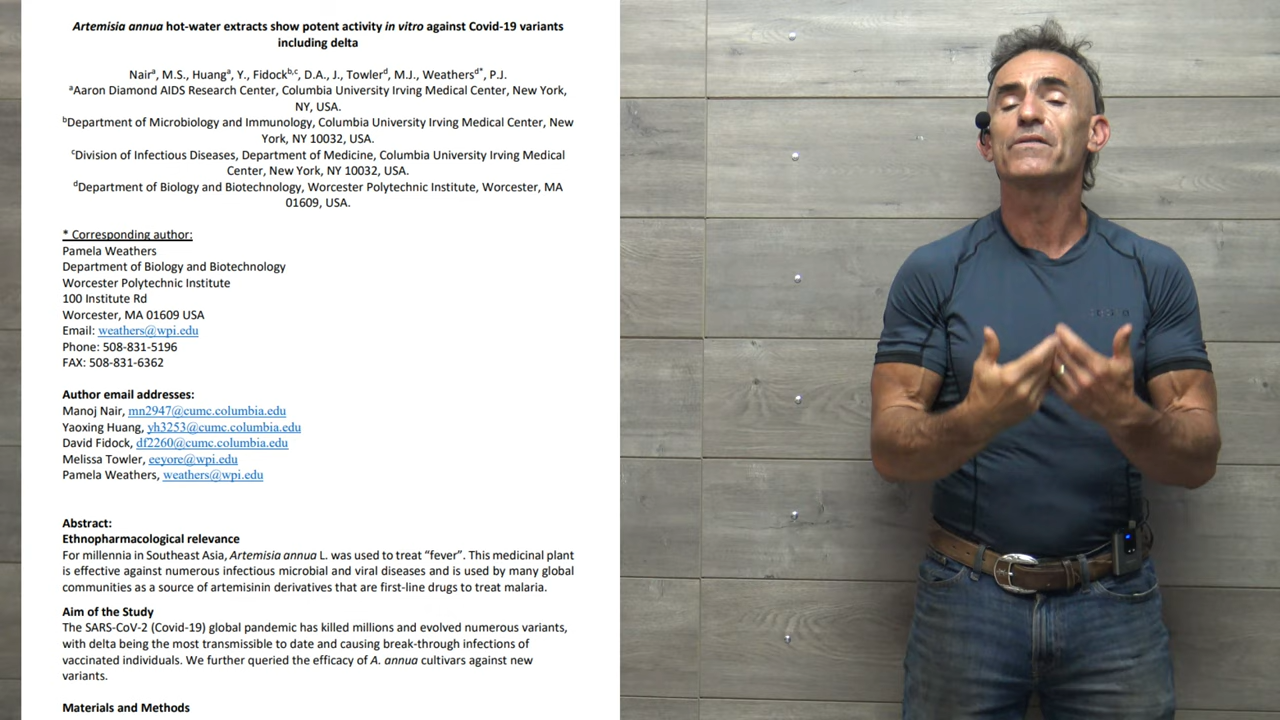 Artemisia annua hot-water extracts show potent activity in vitro against Covid-19 variants
including delta
Nairᵃ, M.S., Huangᵃ, Y., Fidockᵇ,ᶜ, D.A., J., Towlerᵈ, M.J., Weathersᵈ*, P.J.
ᵃAaron Diamond AIDS Research Center, Columbia University Irving Medical Center, New York,
NY, USA.
ᵇDepartment of Microbiology and Immunology, Columbia University Irving Medical Center, New
York, NY 10032, USA.
ᶜDivision of Infectious Diseases, Department of Medicine, Columbia University Irving Medical
Center, New York, NY 10032, USA.
ᵈDepartment of Biology and Biotechnology, Worcester Polytechnic Institute, Worcester, MA
01609, USA.
* Corresponding author:
Pamela Weathers
Department of Biology and Biotechnology
Worcester Polytechnic Institute
100 Institute Rd
Worcester, MA 01609 USA
Email: weathers@wpi.edu
Phone: 508-831-5196
FAX: 508-831-6362
Author email addresses:
Manoj Nair, mn2947@cumc.columbia.edu
Yaoxing Huang, yh3253@cumc.columbia.edu
David Fidock, df2260@cumc.columbia.edu
Melissa Towler, eeyore@wpi.edu
Pamela Weathers, weathers@wpi.edu
Abstract:
Ethnopharmacological relevance
For millennia in Southeast Asia, Artemisia annua L. was used to treat “fever”. This medicinal plant
is effective against numerous infectious microbial and viral diseases and is used by many global
communities as a source of artemisinin derivatives that are first-line drugs to treat malaria.
Aim of the Study
The SARS-CoV-2 (Covid-19) global pandemic has killed millions and evolved numerous variants,
with delta being the most transmissible to date and causing break-through infections of
vaccinated individuals. We further queried the efficacy of A. annua cultivars against new
variants.
Materials and Methods